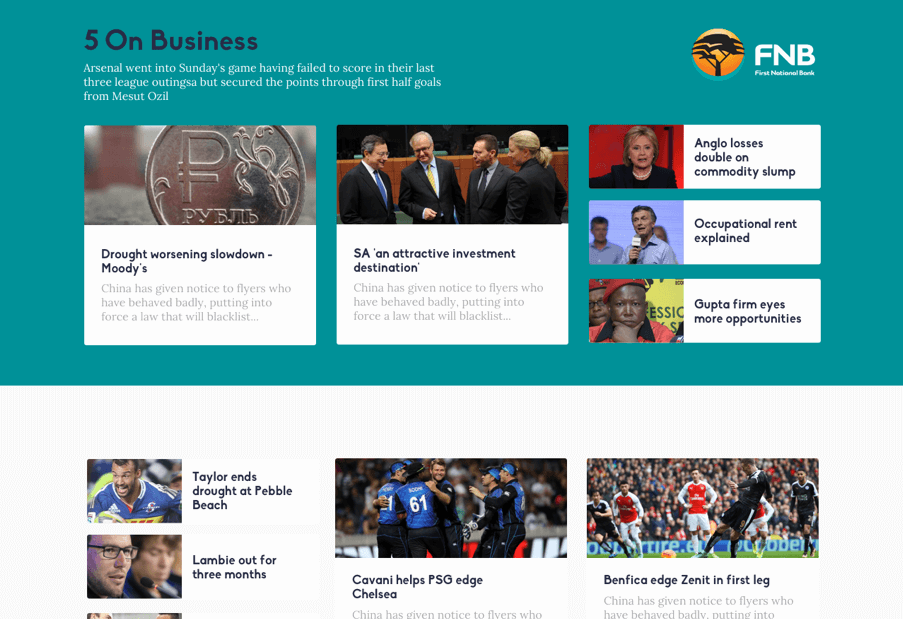 5 On Business
Arsenal went into Sunday's game having failed to score in their last
three league outingsa but secured the points through first half goals
from Mesut Ozil
FNB
First National Bank
РУБЛЬ
Drought worsening slowdown -
Moody's
China has given notice to flyers who
have behaved badly, putting into
force a law that will blacklist...
SA 'an attractive investment
destination'
China has given notice to flyers who
have behaved badly, putting into
force a law that will blacklist...
Anglo losses
double on
commodity slump
Occupational rent
explained
Gupta firm eyes
more opportunities
Taylor ends
drought at Pebble
Beach
Lambie out for
three months
61
Cavani helps PSG edge
Chelsea
China has given notice to flyers who
Benfica edge Zenit in first leg
China has given notice to flyers who
have behaved badly, putting into